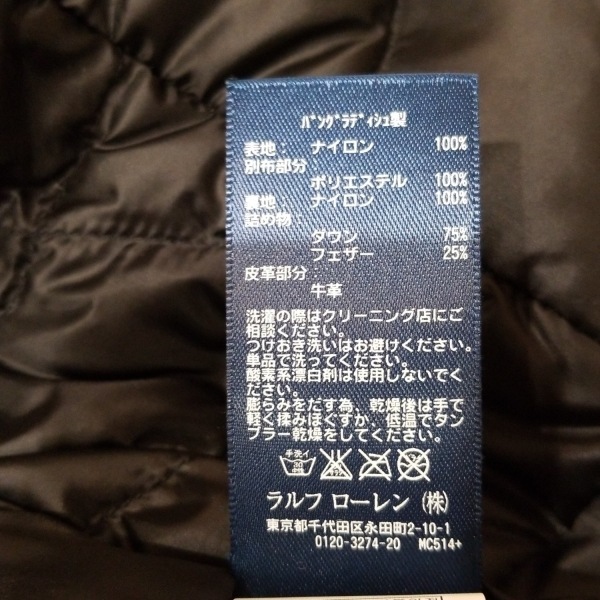 ﾊﾞﾝｸﾞﾗﾃﾞｨｼｭ製
表地: ナイロン 100%
別布部分
ポリエステル 100%
裏地: ナイロン 100%
詰め物:
ダウン 75%
フェザー 25%
皮革部分:
牛革
洗濯の際はクリーニング店にご
相談ください。
つけおき洗いはお避けください。
単品で洗ってください。
酸素系漂白剤は使用しないでく
ださい。
膨らみをだす為、乾燥後は手で
軽く揉みほぐすか、低温でタン
ブラー乾燥をしてください。
手洗イ
30
ラルフ ローレン (株)
東京都千代田区永田町2-10-1
0120-3274-20 MC514+